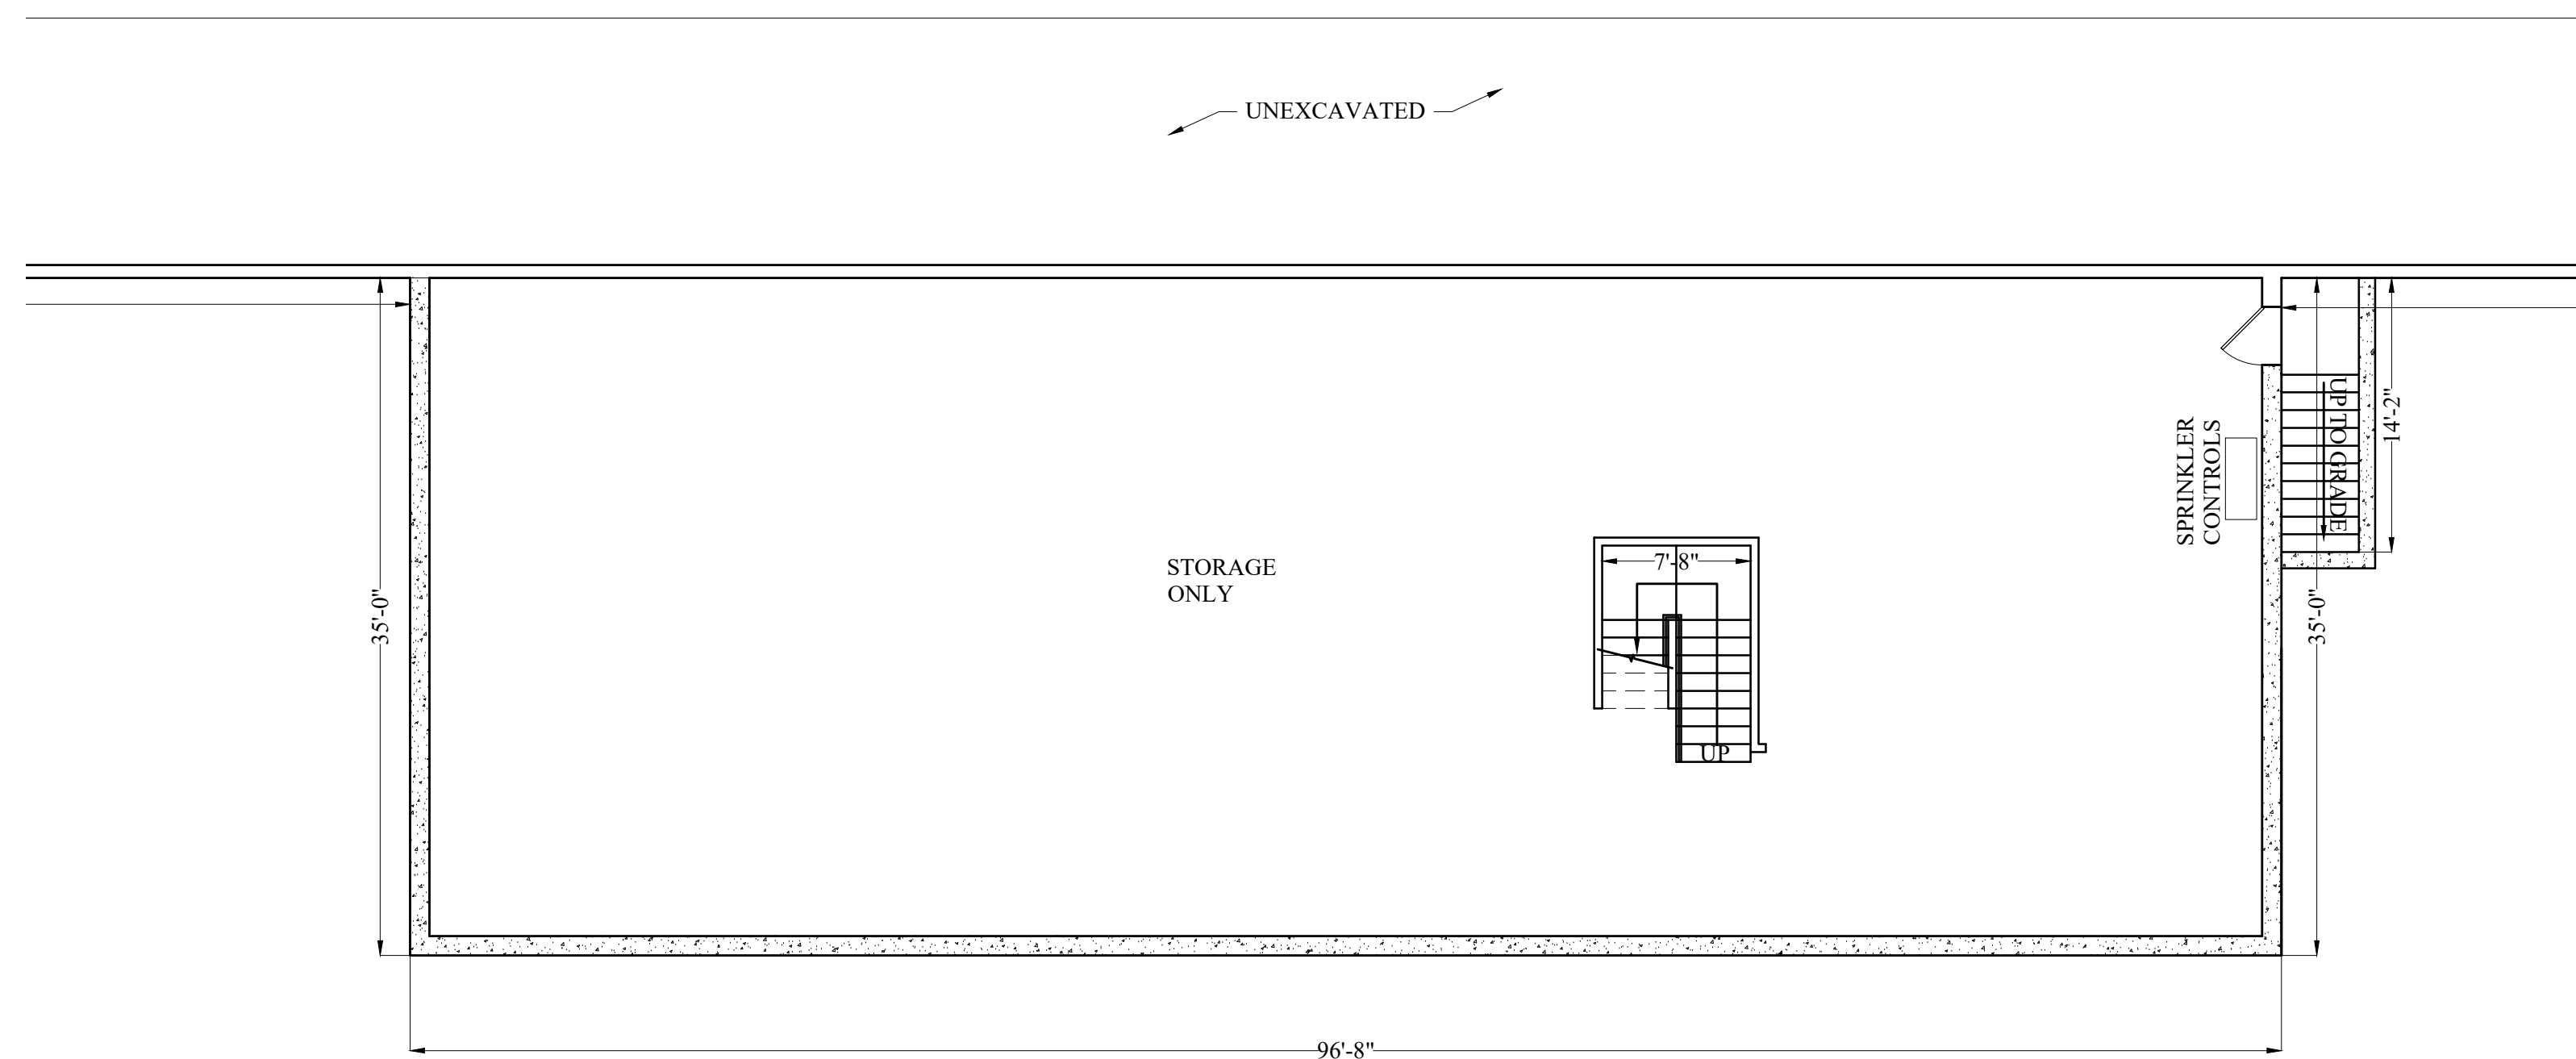 UNEXCAVATED
UP TO GRADE
14'-2"
SPRINKLER
CONTROLS
7'-8"
STORAGE
ONLY
35'-0"
35'-0"
UP
96'-8"